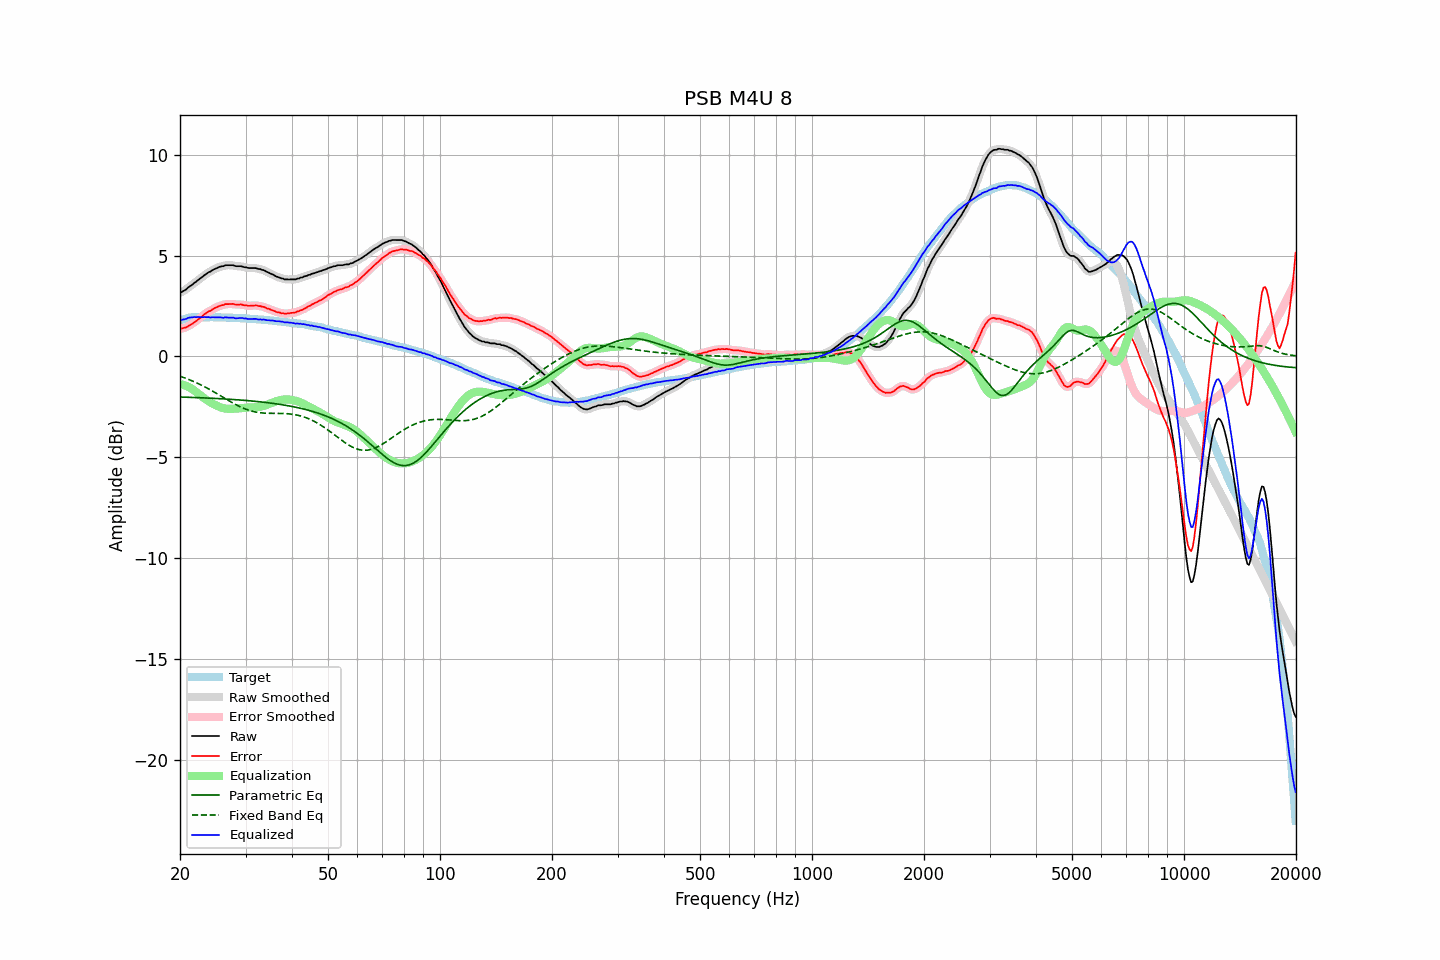 PSB M4U 8
10
5
0
−5
−10
−15
−20
Amplitude (dBr)
Target
Raw Smoothed
Error Smoothed
Raw
Error
Equalization
Parametric Eq
Fixed Band Eq
Equalized
20 50 100 200 500 1000 2000 5000 10000 20000
Frequency (Hz)